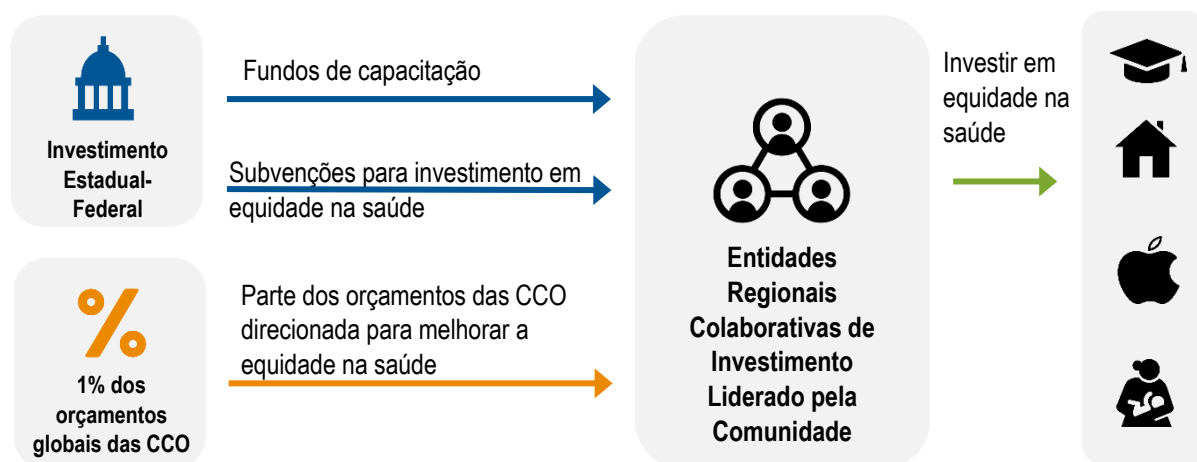 Investimento
Estadual-
Federal
Fundos de capacitação
Subvenções para investimento em
equidade na saúde
%
1% dos
orçamentos
globais das CCO
Parte dos orçamentos das CCO
direcionada para melhorar a
equidade na saúde
Entidades
Regionais
Colaborativas de
Investimento
Liderado pela
Comunidade
Investir em
equidade na
saúde